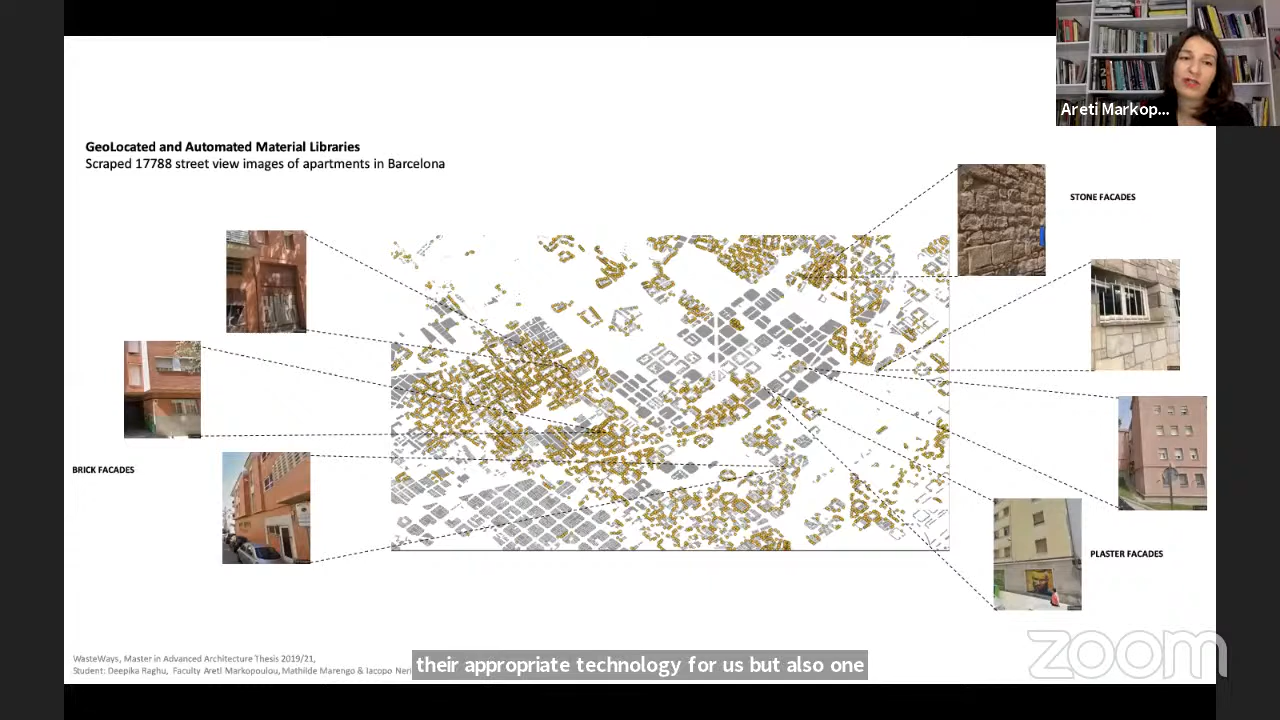 Areti Markop...
GeoLocated and Automated Material Libraries
Scraped 17788 street view images of apartments in Barcelona
STONE FACADES
BRICK FACADES
PLASTER FACADES
WasteWays, Master in Advanced Architecture Thesis 2019/21,
Student: Deepika Raghu, Faculty Areti Markopoulou, Mathilde Marengo & Iacopo Neri
their appropriate technology for us but also one
zoom